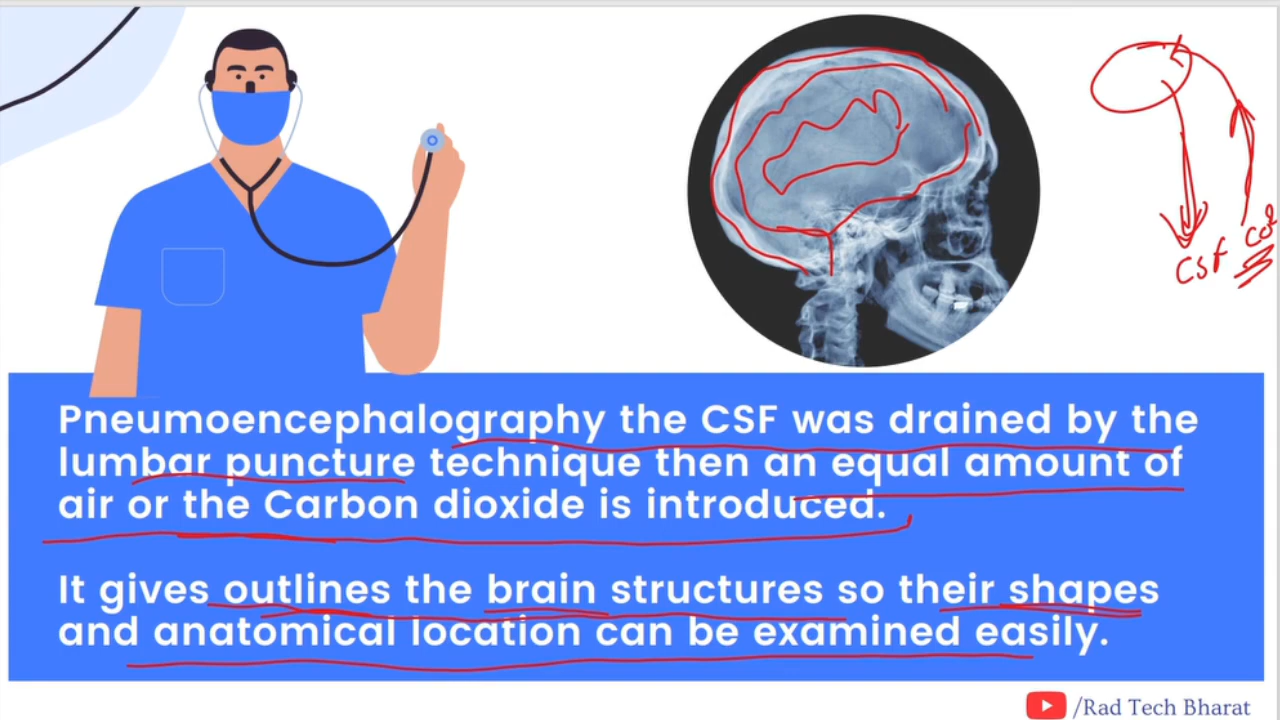 CSF
CO2
Pneumoencephalography the CSF was drained by the
lumbar puncture technique then an equal amount of
air or the Carbon dioxide is introduced.
It gives outlines the brain structures so their shapes
and anatomical location can be examined easily.
/Rad Tech Bharat